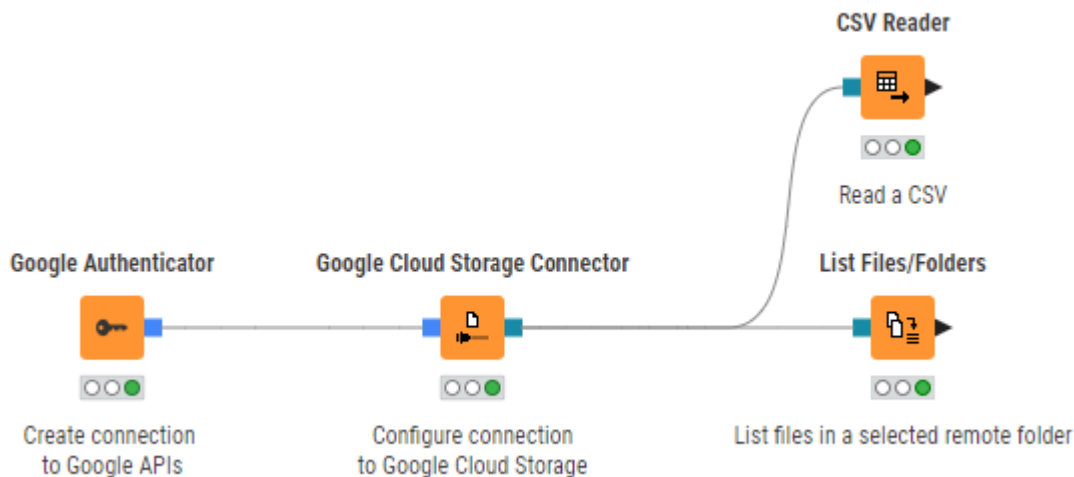 CSV Reader
Read a CSV
Google Authenticator
Google Cloud Storage Connector
List Files/Folders
Create connection
to Google APIs
Configure connection
to Google Cloud Storage
List files in a selected remote folder